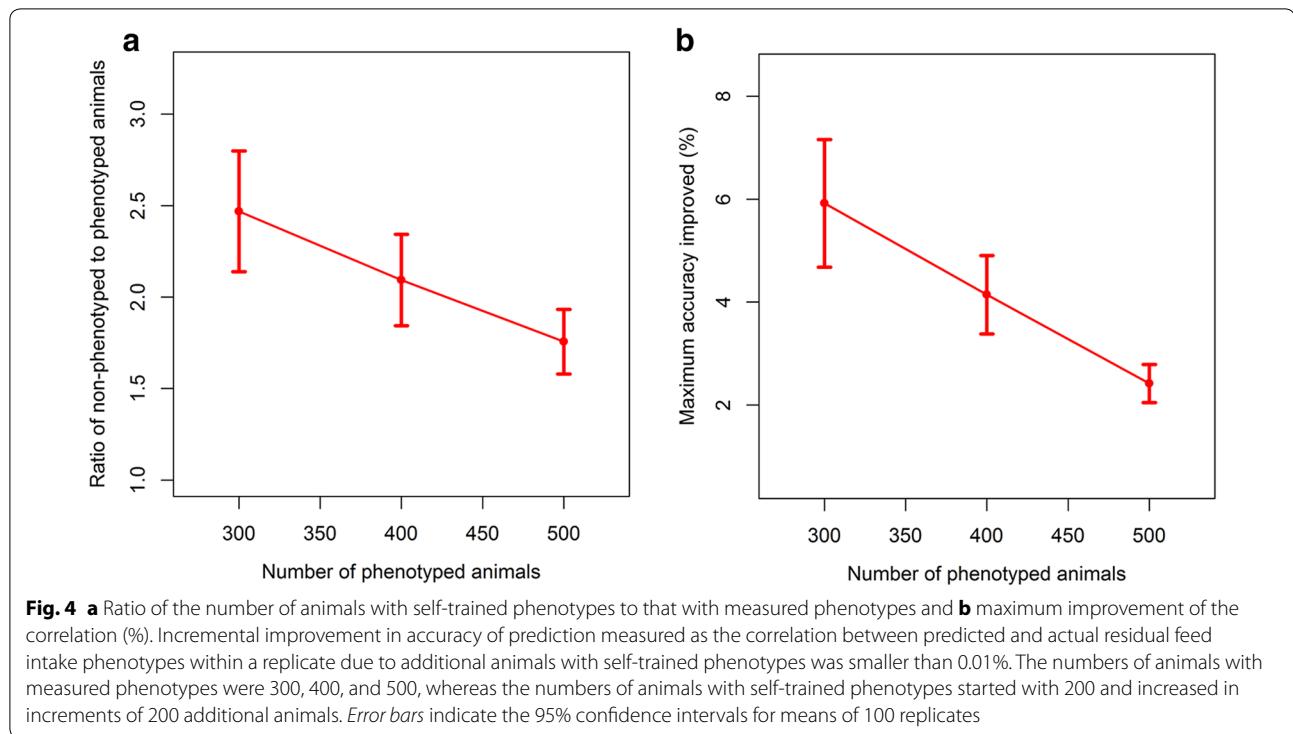 a
Ratio of non-phenotyped to phenotyped animals
3.0
2.5
2.0
1.5
1.0
300 350 400 450 500
Number of phenotyped animals
b
Maximum accuracy improved (%)
8
6
4
2
300 350 400 450 500
Number of phenotyped animals
Fig. 4 a Ratio of the number of animals with self-trained phenotypes to that with measured phenotypes and b maximum improvement of the
correlation (%). Incremental improvement in accuracy of prediction measured as the correlation between predicted and actual residual feed
intake phenotypes within a replicate due to additional animals with self-trained phenotypes was smaller than 0.01%. The numbers of animals with
measured phenotypes were 300, 400, and 500, whereas the numbers of animals with self-trained phenotypes started with 200 and increased in
increments of 200 additional animals. Error bars indicate the 95% confidence intervals for means of 100 replicates